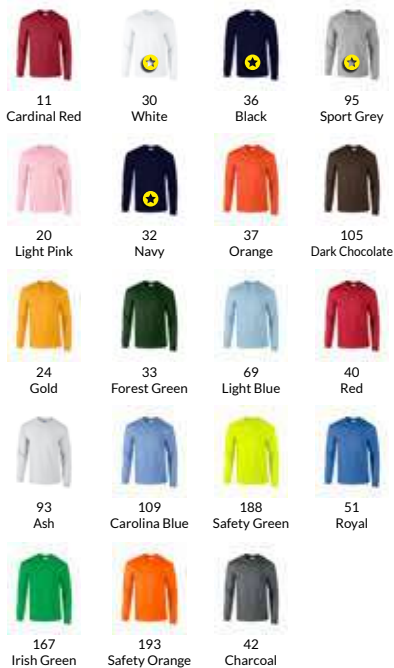 11
Cardinal Red
30
White
36
Black
95
Sport Grey
20
Light Pink
32
Navy
37
Orange
105
Dark Chocolate
24
Gold
33
Forest Green
69
Light Blue
40
Red
93
Ash
109
Carolina Blue
188
Safety Green
51
Royal
167
Irish Green
193
Safety Orange
42
Charcoal